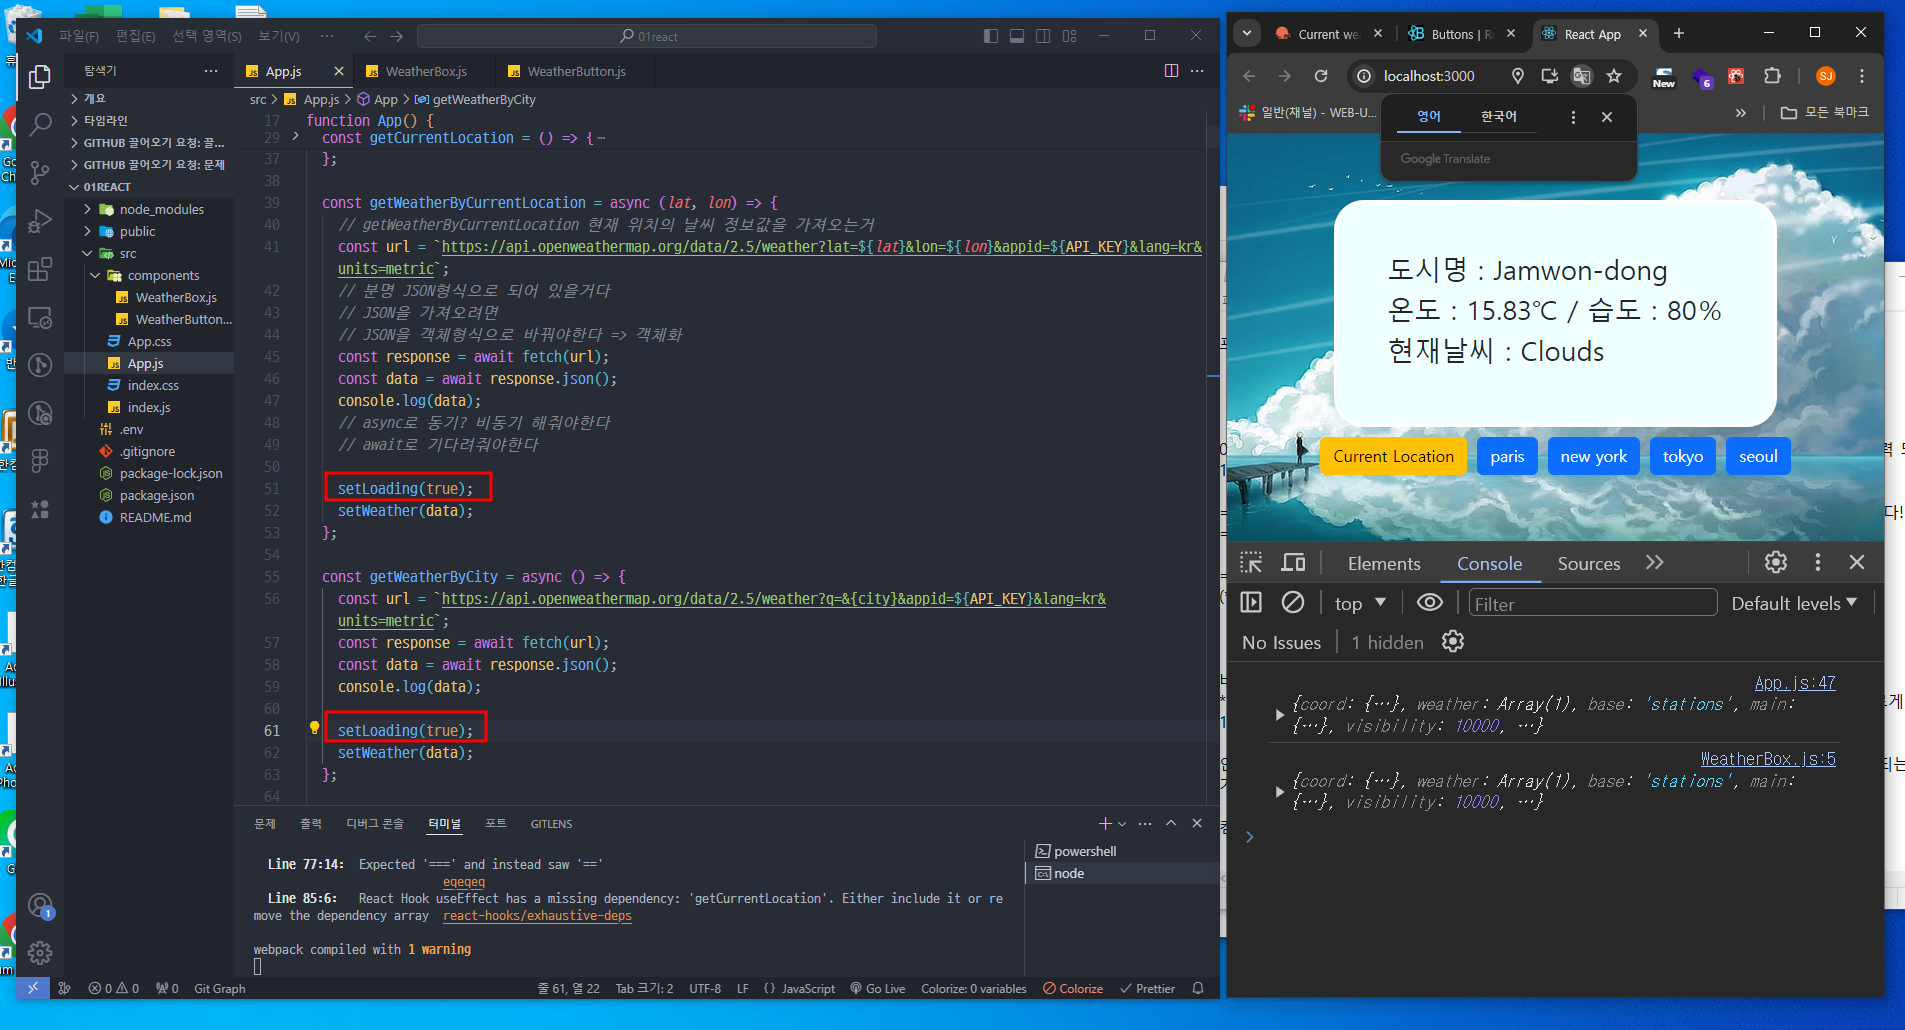 파일(F) 편집(E) 선택 영역(S) 보기(V) ··· 01react
탐색기 ···
개요
타임라인
GITHUB 끌어오기 요청: 끌...
GITHUB 끌어오기 요청: 문제
01REACT
node_modules
public
src
components
WeatherBox.js
WeatherButton...
App.css
App.js
index.css
index.js
.env
.gitignore
package-lock.json
package.json
README.md
App.js WeatherBox.js WeatherButton.js
src > App.js > App > getWeatherByCity
17 function App() {
29 const getCurrentLocation = () => {···
37 };
38
39 const getWeatherByCurrentLocation = async (lat, lon) => {
40 // getWeatherByCurrentLocation 현재 위치의 날씨 정보값을 가져오는거
41 const url = `https://api.openweathermap.org/data/2.5/weather?lat=${lat}&lon=${lon}&appid=${API_KEY}&lang=kr&
units=metric`;
42 // 분명 JSON형식으로 되어 있을거다
43 // JSON을 가져오려면
44 // JSON을 객체형식으로 바꿔야한다 => 객체화
45 const response = await fetch(url);
46 const data = await response.json();
47 console.log(data);
48 // async로 동기? 비동기 해줘야한다
49 // await로 기다려줘야한다
50
51 setLoading(true);
52 setWeather(data);
53 };
54
55 const getWeatherByCity = async () => {
56 const url = `https://api.openweathermap.org/data/2.5/weather?q=&{city}&appid=${API_KEY}&lang=kr&
units=metric`;
57 const response = await fetch(url);
58 const data = await response.json();
59 console.log(data);
60
61 setLoading(true);
62 setWeather(data);
63 };
64
문제 출력 디버그 콘솔 터미널 포트 GITLENS
Line 77:14: Expected '===' and instead saw '=='
eqeqeq
Line 85:6: React Hook useEffect has a missing dependency: 'getCurrentLocation'. Either include it or re
move the dependency array react-hooks/exhaustive-deps
webpack compiled with 1 warning
powershell
node
1
0 0 0 Git Graph 줄 61, 열 22 Tab 크기: 2 UTF-8 LF {} JavaScript Go Live Colorize: 0 variables Colorize Prettier
Current we Buttons | Re React App
localhost:3000 New 6 SJ
일반(채널) - WEB-U... 모든 북마크
영어 한국어
Google Translate
도시명 : Jamwon-dong
온도 : 15.83℃ / 습도 : 80%
현재날씨 : Clouds
Current Location paris new york tokyo seoul
Elements Console Sources
top Filter Default levels
No Issues 1 hidden
App.js:47
{coord: {…}, weather: Array(1), base: 'stations', main:
{…}, visibility: 10000, …}
WeatherBox.js:5
{coord: {…}, weather: Array(1), base: 'stations', main:
{…}, visibility: 10000, …}